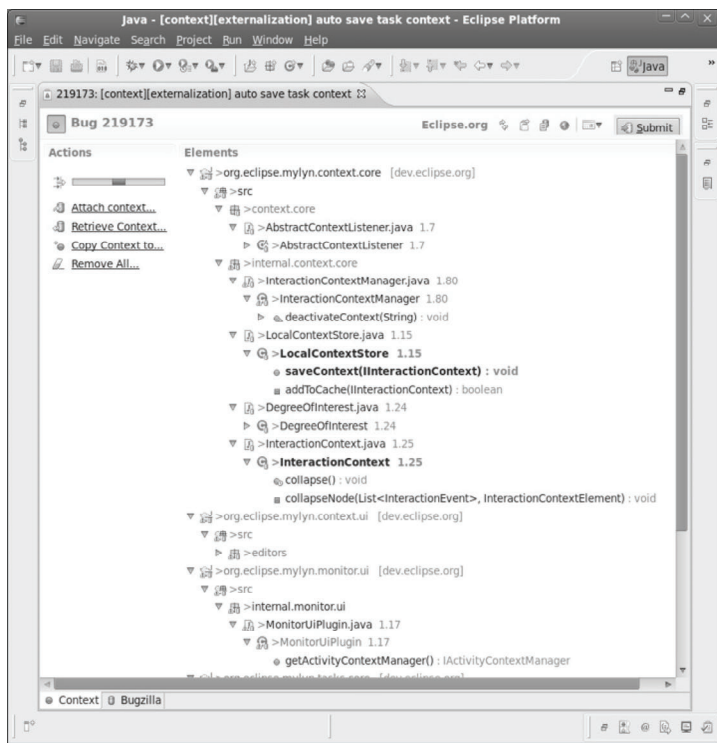 Java - [context][externalization] auto save task context - Eclipse Platform
File Edit Navigate Search Project Run Window Help
Java »
219173: [context][externalization] auto save task context
Bug 219173 Eclipse.org Submit
Actions Elements
>org.eclipse.mylyn.context.core [dev.eclipse.org]
>src
Attach context... >context.core
Retrieve Context... >AbstractContextListener.java 1.7
Copy Context to... >AbstractContextListener 1.7
Remove All... >internal.context.core
>InteractionContextManager.java 1.80
>InteractionContextManager 1.80
deactivateContext(String) : void
>LocalContextStore.java 1.15
>LocalContextStore 1.15
saveContext(IInteractionContext) : void
addToCache(IInteractionContext) : boolean
>DegreeOfInterest.java 1.24
>DegreeOfInterest 1.24
>InteractionContext.java 1.25
>InteractionContext 1.25
collapse() : void
collapseNode(List<InteractionEvent>, InteractionContextElement) : void
>org.eclipse.mylyn.context.ui [dev.eclipse.org]
>src
>editors
>org.eclipse.mylyn.monitor.ui [dev.eclipse.org]
>src
>internal.monitor.ui
>MonitorUiPlugin.java 1.17
>MonitorUiPlugin 1.17
getActivityContextManager() : IActivityContextManager
Context Bugzilla